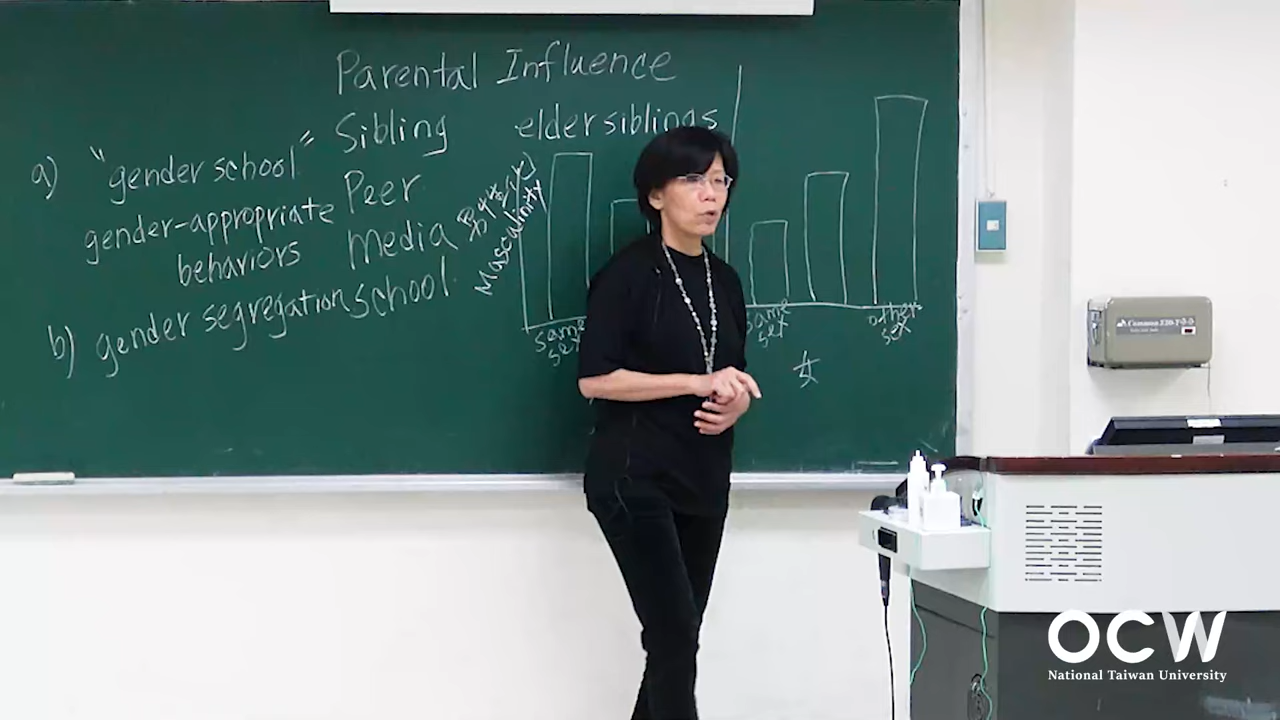 Parental Influence
Sibling
elder siblings
Peer
media
school
a) "gender school"
gender-appropriate
behaviors
b) gender segregation
Masculinity
same
sex
same
sex
other
sex
女
OCW
National Taiwan University